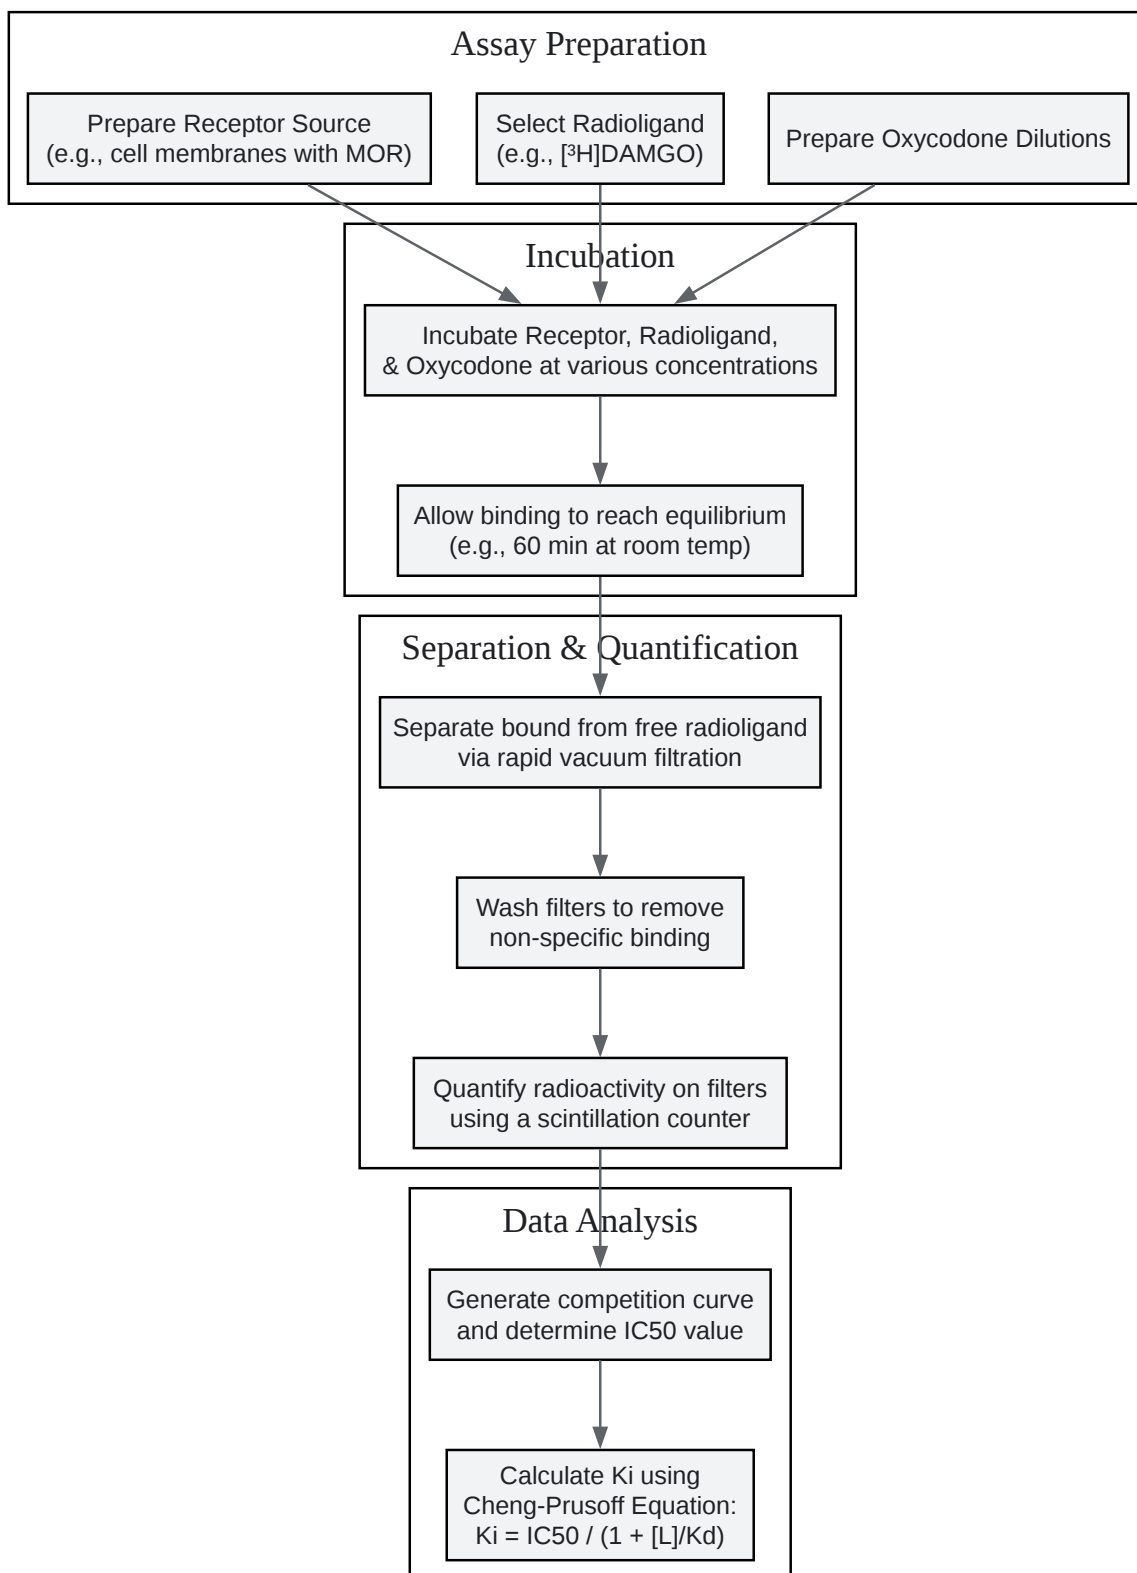 Assay Preparation
Prepare Receptor Source
(e.g., cell membranes with MOR)
Select Radioligand
(e.g., [³H]DAMGO)
Prepare Oxycodone Dilutions
Incubation
Incubate Receptor, Radioligand,
& Oxycodone at various concentrations
Allow binding to reach equilibrium
(e.g., 60 min at room temp)
Separation & Quantification
Separate bound from free radioligand
via rapid vacuum filtration
Wash filters to remove
non-specific binding
Quantify radioactivity on filters
using a scintillation counter
Data Analysis
Generate competition curve
and determine IC50 value
Calculate Ki using
Cheng-Prusoff Equation:
Ki = IC50 / (1 + [L]/Kd)